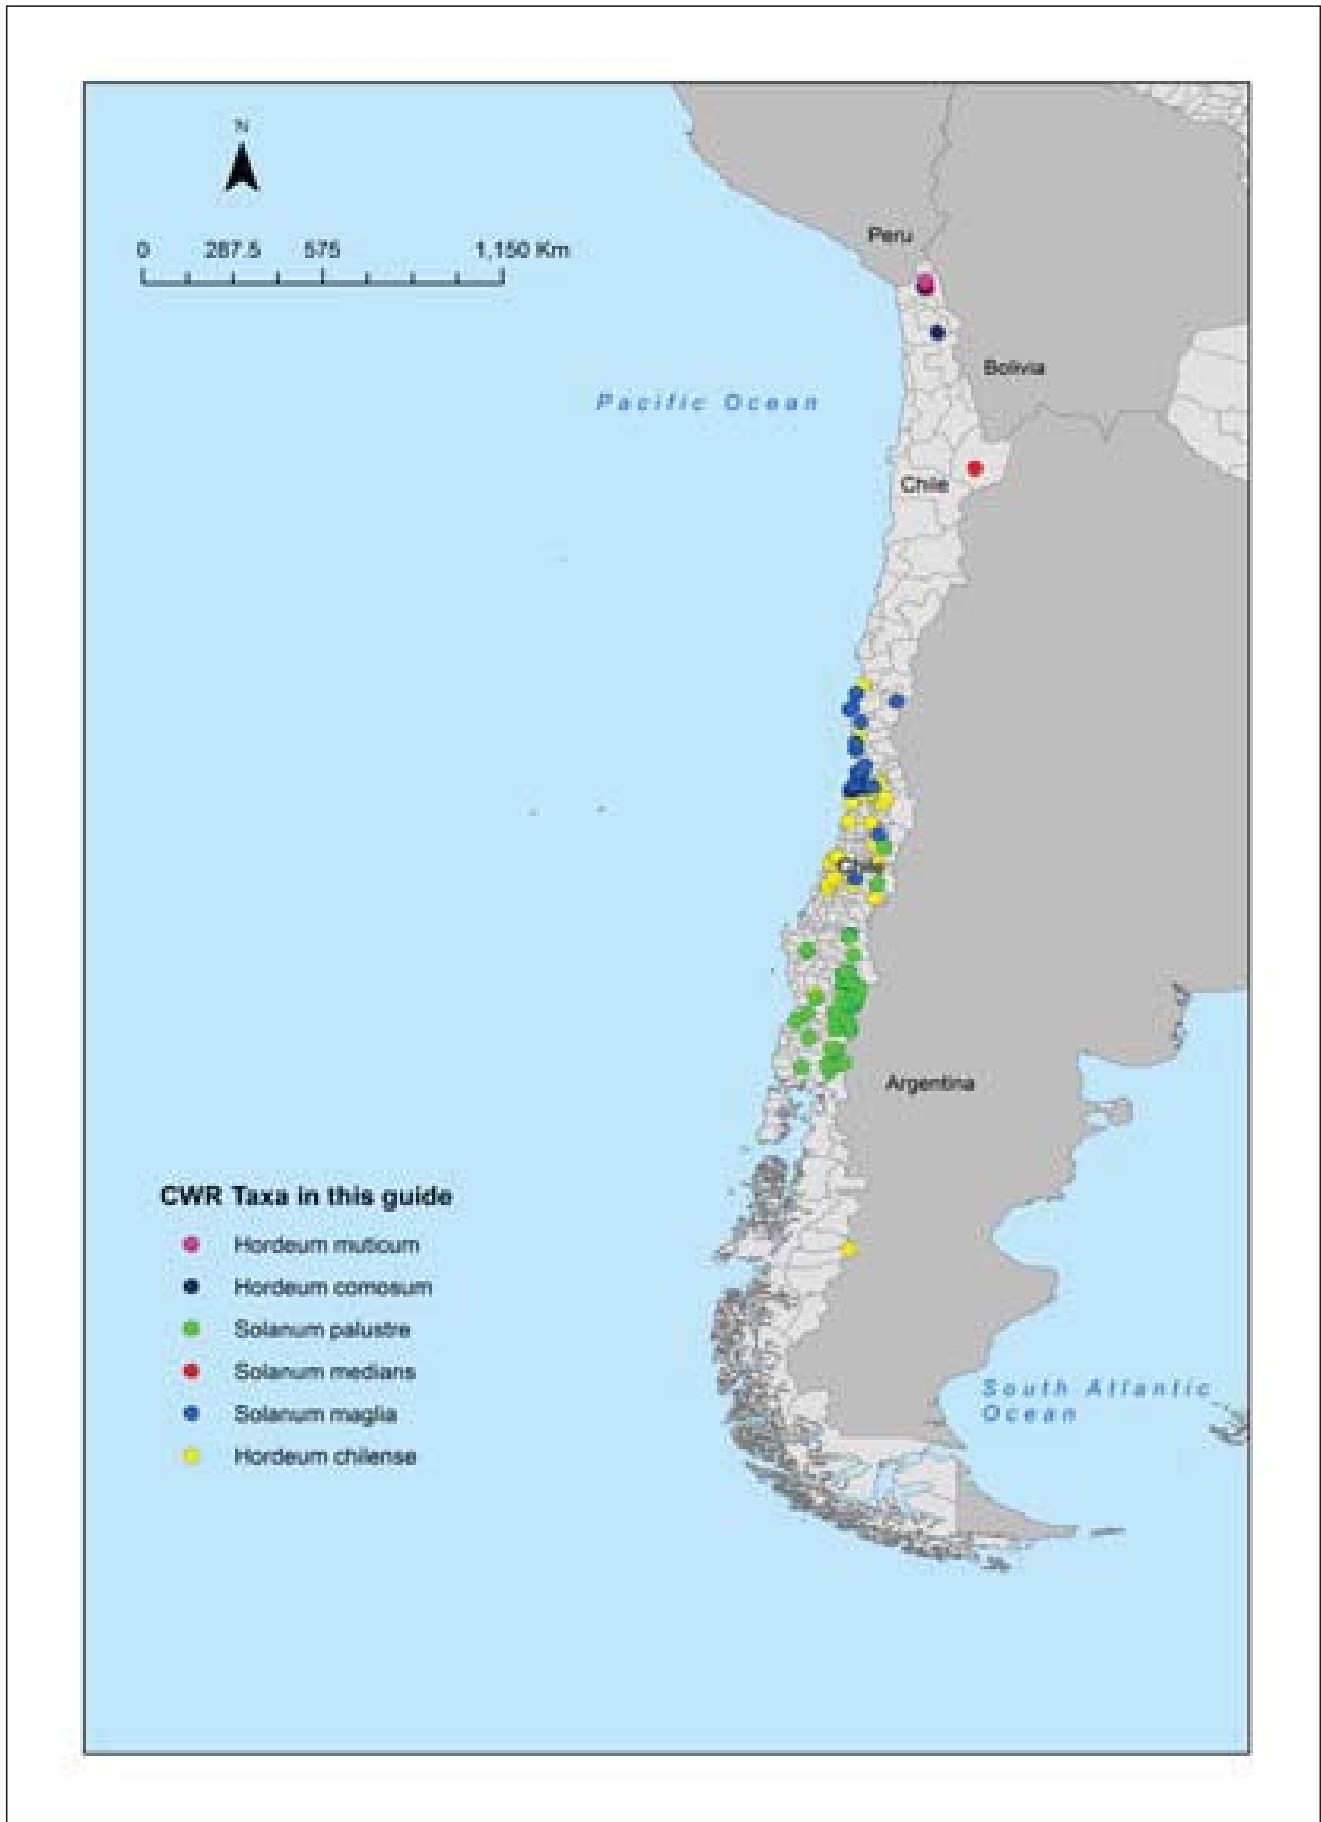 N
0 287.5 575 1,150 Km
Peru
Bolivia
Pacific Ocean
Chile
Chile
Argentina
CWR Taxa in this guide
Hordeum muticum
Hordeum comosum
Solanum palustre
Solanum medians
Solanum maglia
Hordeum chilense
South Atlantic
Ocean